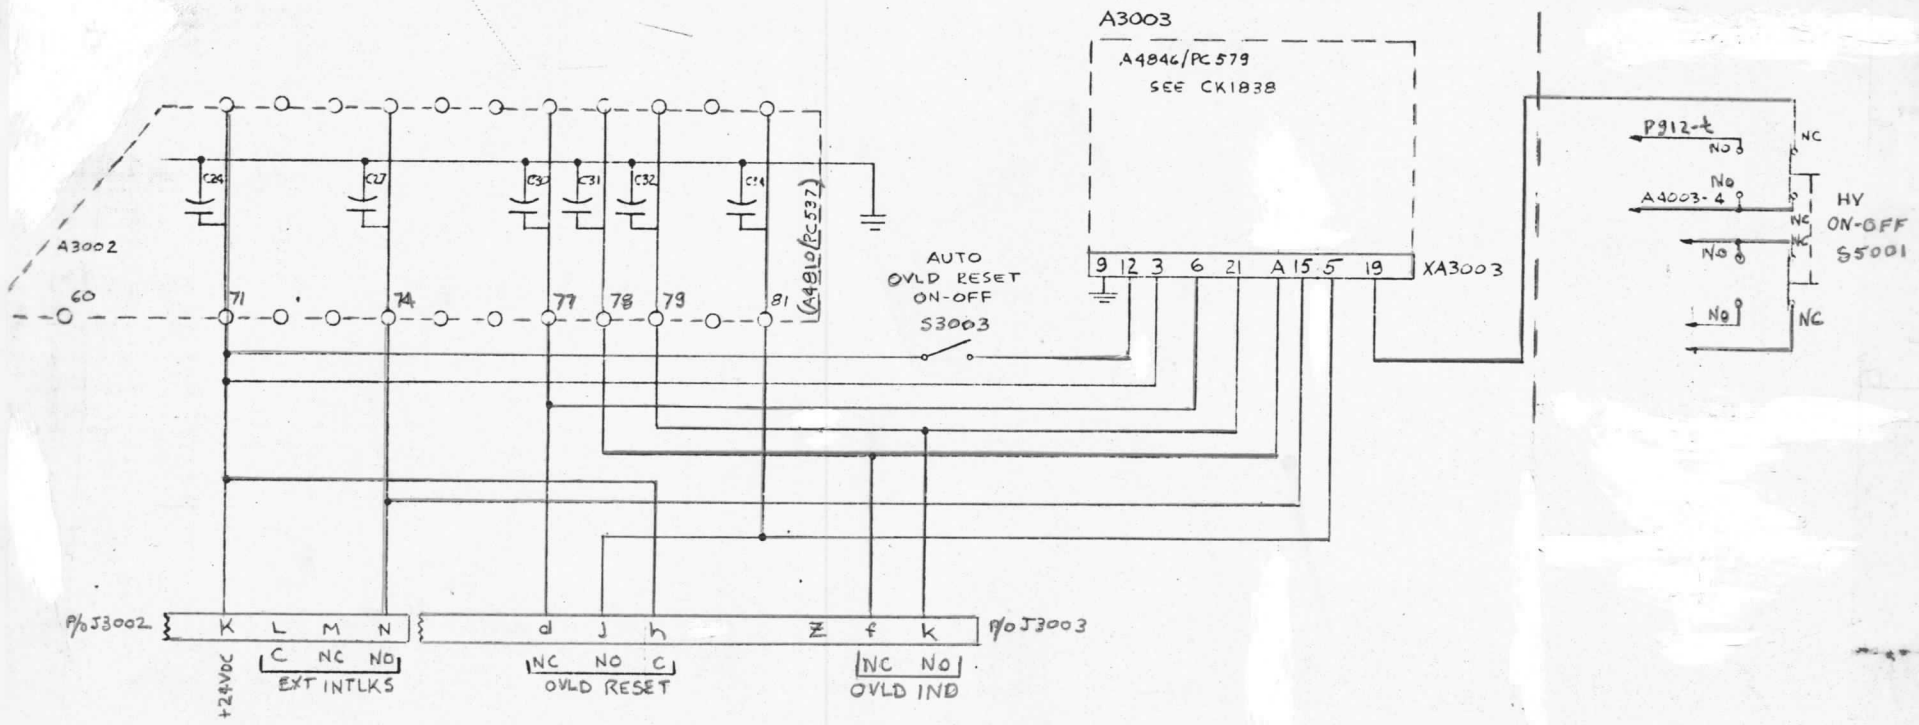 A3003
A4846/PC579
SEE CK1838
P912-t
NC
NO
NO
A4003-4
NC
HV
ON-OFF
S5001
NC
NO
NO
NC
C27
C30
C31
C32
(A4810/PC537)
A3002
60
71
74
77
78
79
81
AUTO
OVLD RESET
ON-OFF
S3003
9 12 3 6 21 A 15 5 19
XA3003
P/O J3002
K L M N
d j h Z f k
P/O J3003
+24VDC
C NC NO
EXT INTLKS
NC NO C
OVLD RESET
NC NO
OVLD IND